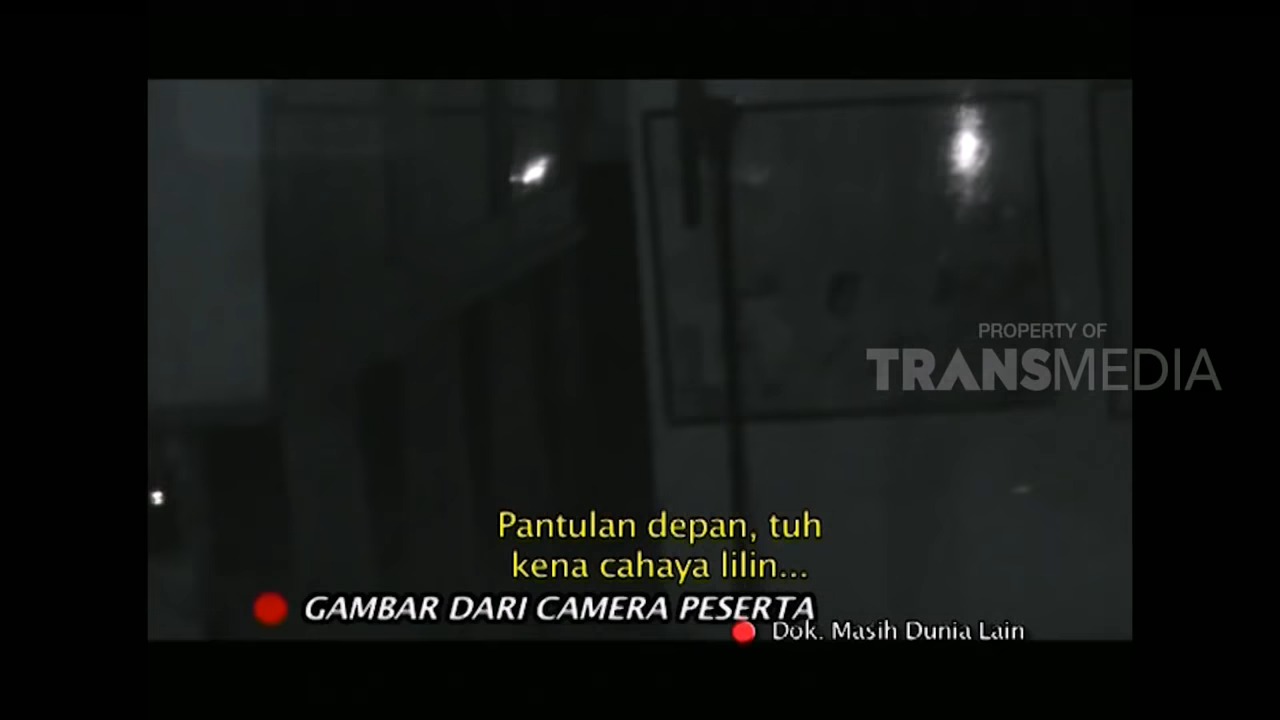 PROPERTY OF
TRANSMEDIA
Pantulan depan, tuh
kena cahaya lilin...
GAMBAR DARI CAMERA PESERTA
Dok. Masih Dunia Lain